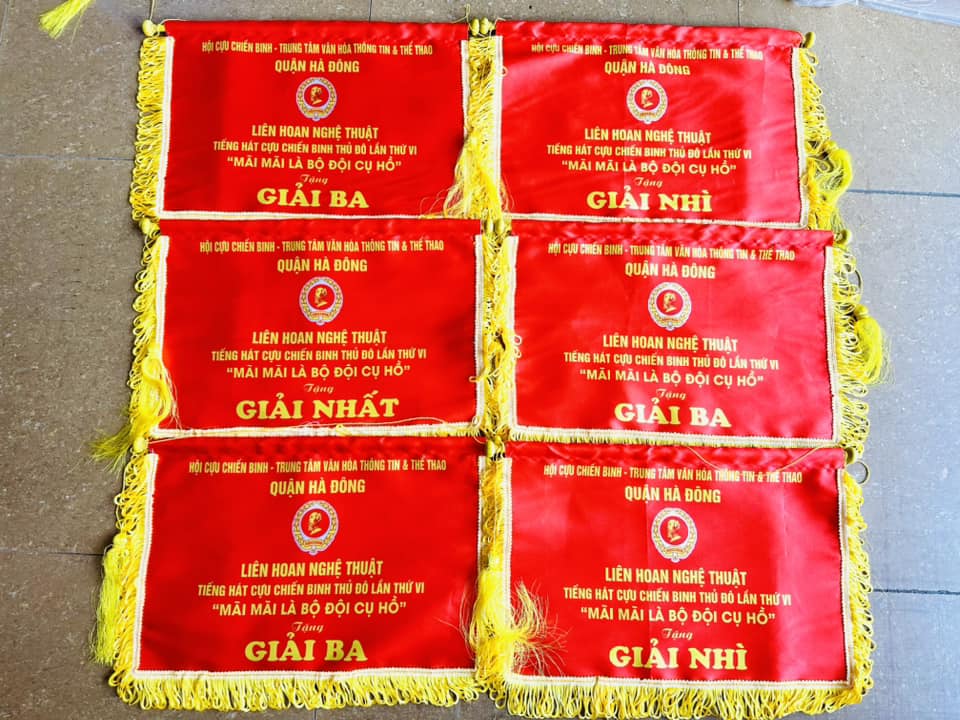 HỘI CỰU CHIẾN BINH - TRUNG TÂM VĂN HÓA THÔNG TIN & THỂ THAO
QUẬN HÀ ĐÔNG
LIÊN HOAN NGHỆ THUẬT
TIẾNG HÁT CỰU CHIẾN BINH THỦ ĐÔ LẦN THỨ VI
“MÃI MÃI LÀ BỘ ĐỘI CỤ HỒ”
Tặng
GIẢI BA
HỘI CỰU CHIẾN BINH - TRUNG TÂM VĂN HÓA THÔNG TIN & THỂ THAO
QUẬN HÀ ĐÔNG
LIÊN HOAN NGHỆ THUẬT
TIẾNG HÁT CỰU CHIẾN BINH THỦ ĐÔ LẦN THỨ VI
“MÃI MÃI LÀ BỘ ĐỘI CỤ HỒ”
Tặng
GIẢI NHÌ
HỘI CỰU CHIẾN BINH - TRUNG TÂM VĂN HÓA THÔNG TIN & THỂ THAO
QUẬN HÀ ĐÔNG
LIÊN HOAN NGHỆ THUẬT
TIẾNG HÁT CỰU CHIẾN BINH THỦ ĐÔ LẦN THỨ VI
“MÃI MÃI LÀ BỘ ĐỘI CỤ HỒ”
Tặng
GIẢI NHẤT
HỘI CỰU CHIẾN BINH - TRUNG TÂM VĂN HÓA THÔNG TIN & THỂ THAO
QUẬN HÀ ĐÔNG
LIÊN HOAN NGHỆ THUẬT
TIẾNG HÁT CỰU CHIẾN BINH THỦ ĐÔ LẦN THỨ VI
“MÃI MÃI LÀ BỘ ĐỘI CỤ HỒ”
Tặng
GIẢI BA
HỘI CỰU CHIẾN BINH - TRUNG TÂM VĂN HÓA THÔNG TIN & THỂ THAO
QUẬN HÀ ĐÔNG
LIÊN HOAN NGHỆ THUẬT
TIẾNG HÁT CỰU CHIẾN BINH THỦ ĐÔ LẦN THỨ VI
“MÃI MÃI LÀ BỘ ĐỘI CỤ HỒ”
Tặng
GIẢI BA
HỘI CỰU CHIẾN BINH - TRUNG TÂM VĂN HÓA THÔNG TIN & THỂ THAO
QUẬN HÀ ĐÔNG
LIÊN HOAN NGHỆ THUẬT
TIẾNG HÁT CỰU CHIẾN BINH THỦ ĐÔ LẦN THỨ VI
“MÃI MÃI LÀ BỘ ĐỘI CỤ HỒ”
Tặng
GIẢI NHÌ